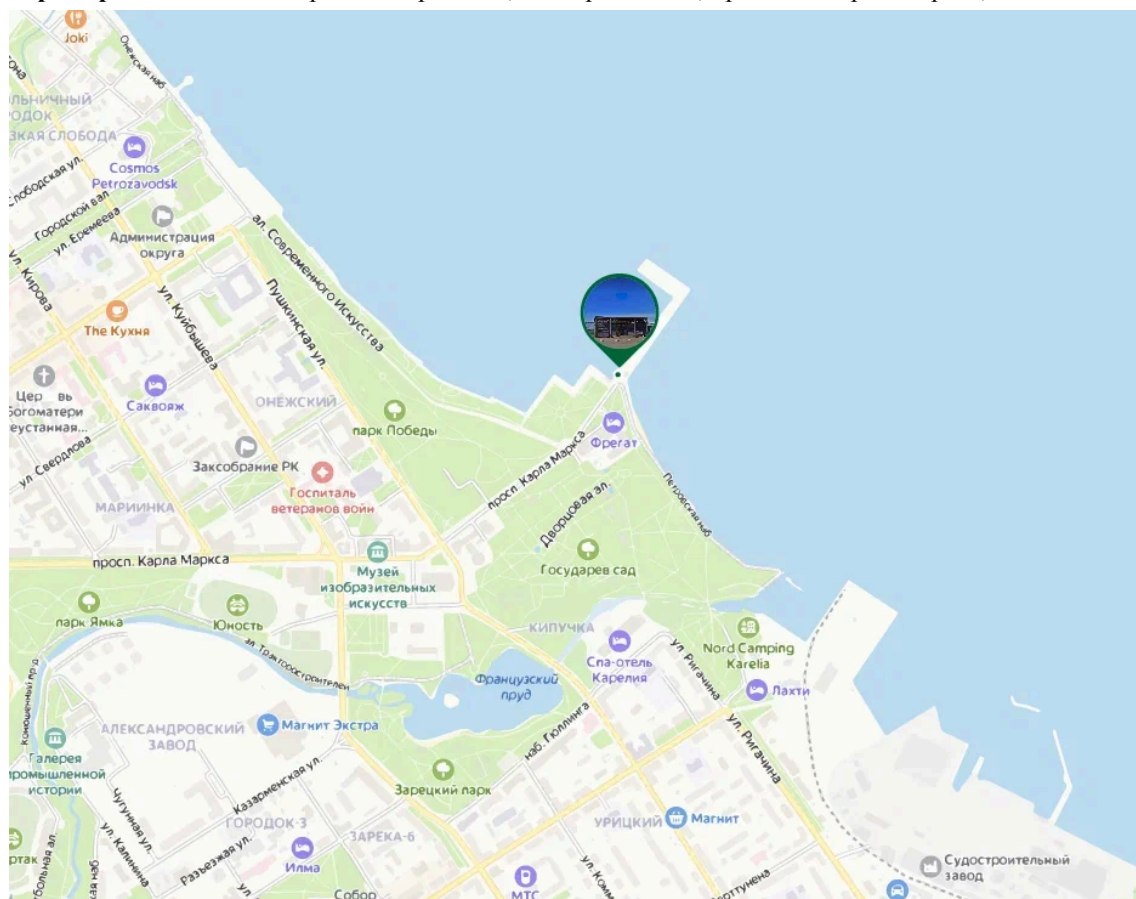 Joki
Онежская наб
ЗКАЯ СЛОБОДА
Cosmos
Petrozavodsk
Слободская ул.
Городской вал
ул. Еремеева
Администрация
округа
ал. Современного Искусства
ул. Кирова
ул. Куйбышева
Пушкинская ул.
The Кухня
Саквояж
ОНЕЖСКИЙ
парк Победы
Фрегат
ул. Свердлова
Заксобрание РК
Госпиталь
ветеранов войн
МАРИИНКА
просп. Карла Маркса
Петровская наб
Дворцовая ал.
Государев сад
просп. Карла Маркса
Музей
изобразительных
искусств
парк Ямка
Юность
КИПУЧКА
Nord Camping
Karelia
Спа-отель
Карелия
ул. Ригачина
Лахти
Французский
пруд
АЛЕКСАНДРОВСКИЙ
ЗАВОД
Магнит Экстра
наб. Гюллинга
ул. Ригачина
Галерея
промышленной
истории
Зарецкий парк
Казарменская ул.
Чугунная ул.
ГОРОДОК-3
ЗАРЕКА-6
УРИЦКИЙ
Магнит
ул. Калинина
Разъезжая ул.
Илма
Собор
МТС
Судостроительный
завод